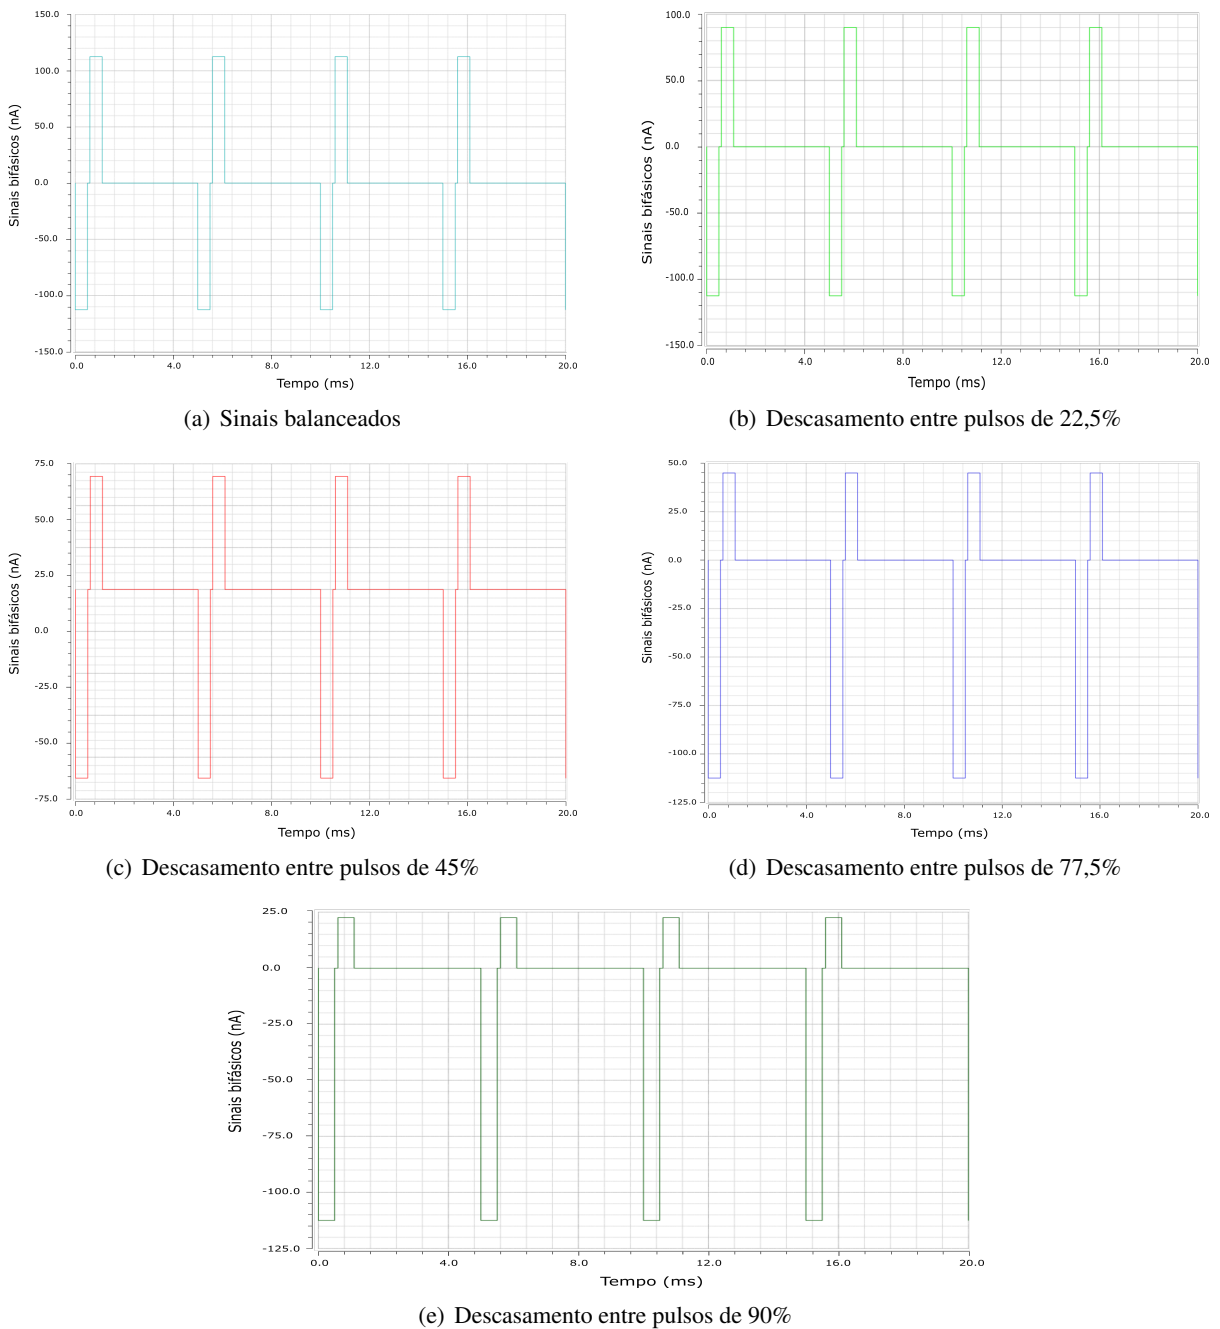 150.0
100.0
50.0
0.0
-50.0
-100.0
-150.0
Sinais bifásicos (nA)
0.0 4.0 8.0 12.0 16.0 20.0
Tempo (ms)
(a) Sinais balanceados
100.0
50.0
0.0
-50.0
-100.0
-150.0
Sinais bifásicos (nA)
0.0 4.0 8.0 12.0 16.0 20.0
Tempo (ms)
(b) Descasamento entre pulsos de 22,5%
75.0
50.0
25.0
0.0
-25.0
-50.0
-75.0
Sinais bifásicos (nA)
0.0 4.0 8.0 12.0 16.0 20.0
Tempo (ms)
(c) Descasamento entre pulsos de 45%
50.0
25.0
0.0
-25.0
-50.0
-75.0
-100.0
-125.0
Sinais bifásicos (nA)
0.0 4.0 8.0 12.0 16.0 20.0
Tempo (ms)
(d) Descasamento entre pulsos de 77,5%
25.0
0.0
-25.0
-50.0
-75.0
-100.0
-125.0
Sinais bifásicos (nA)
0.0 4.0 8.0 12.0 16.0 20.0
Tempo (ms)
(e) Descasamento entre pulsos de 90%